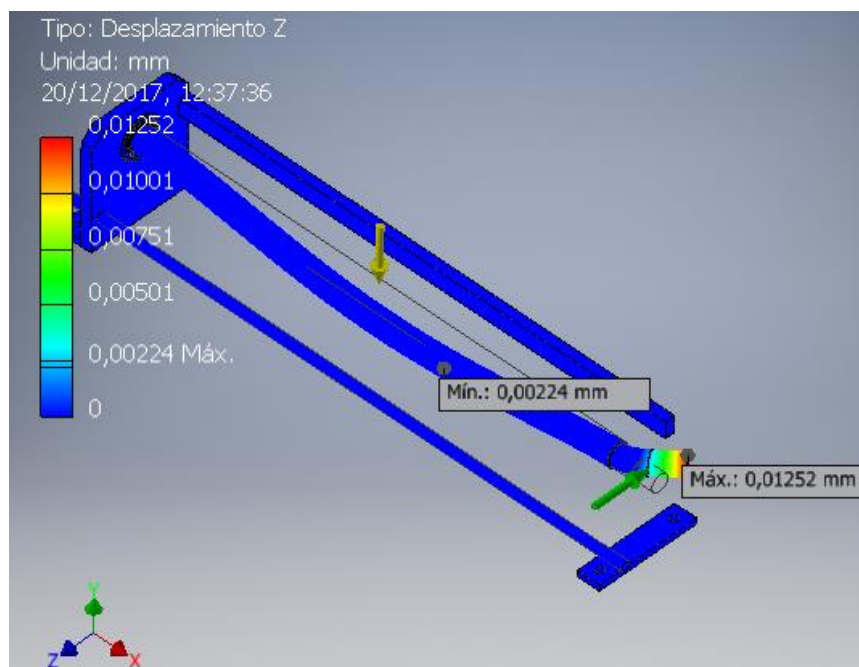 Tipo: Desplazamiento Z
Unidad: mm
20/12/2017, 12:37:36
0,01252
0,01001
0,00751
0,00501
0,00224 Máx.
0
Mín.: 0,00224 mm
Máx.: 0,01252 mm
Y
Z
X